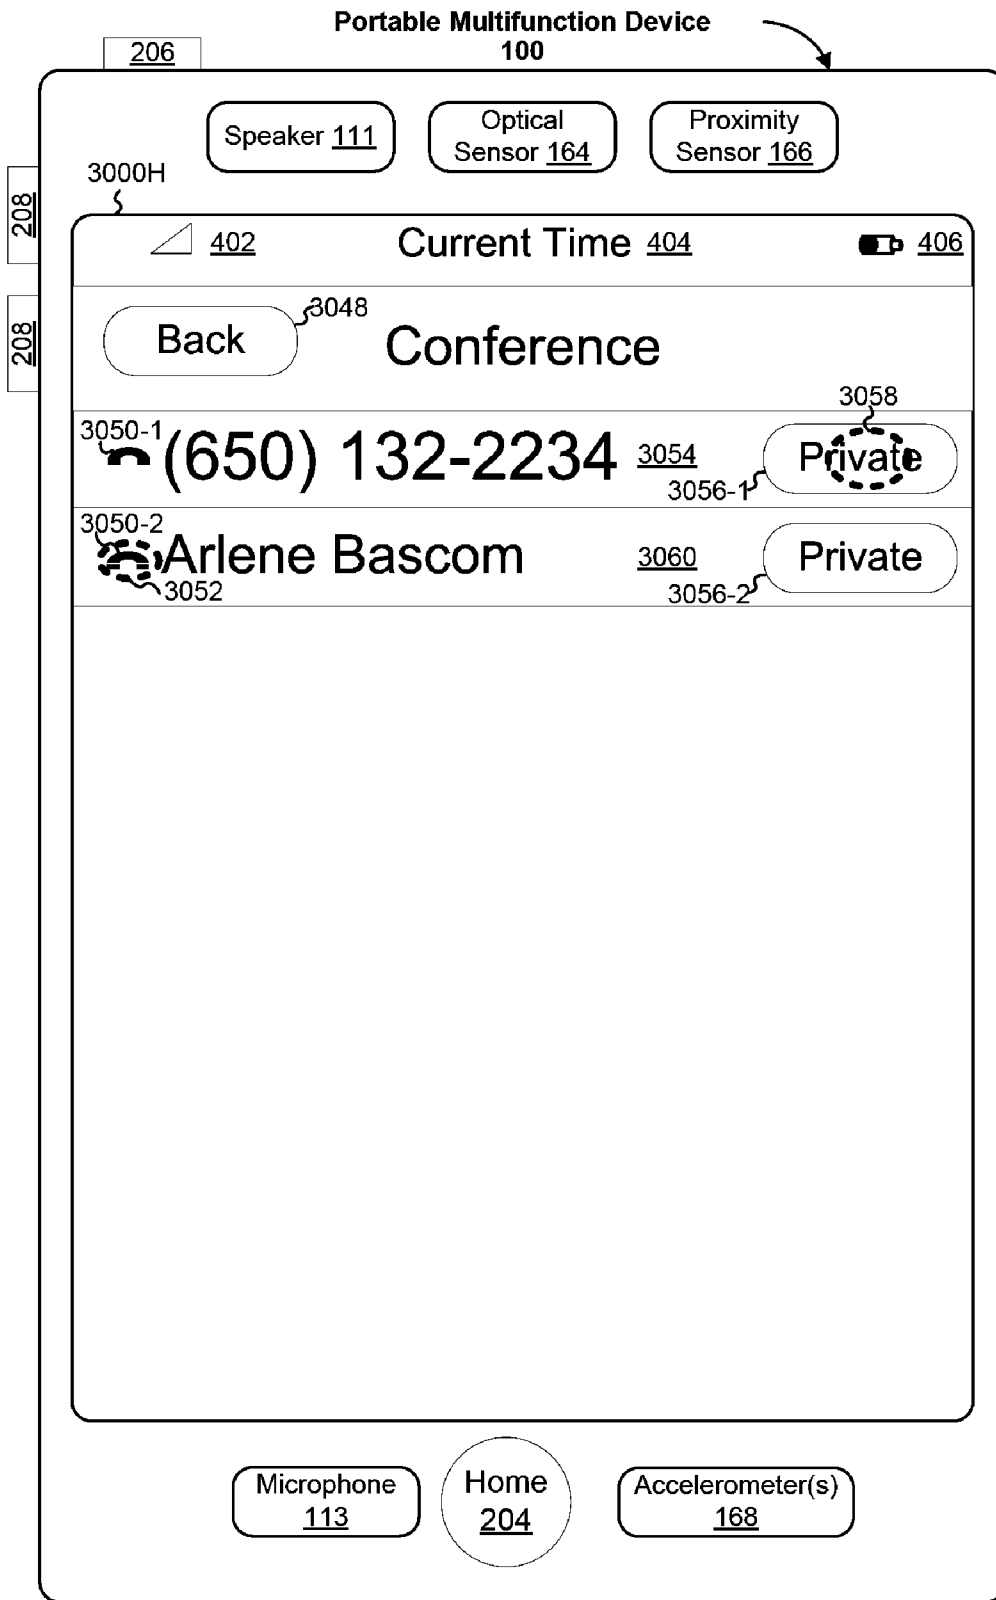 Portable Multifunction Device
100
206
Speaker 111
Optical
Sensor 164
Proximity
Sensor 166
3000H
208
402
Current Time 404
406
208
3048
Back
Conference
3058
3050-1
(650) 132-2234
3054
Private
3056-1
3050-2
Arlene Bascom
3060
Private
3052
3056-2
Microphone
113
Home
204
Accelerometer(s)
168